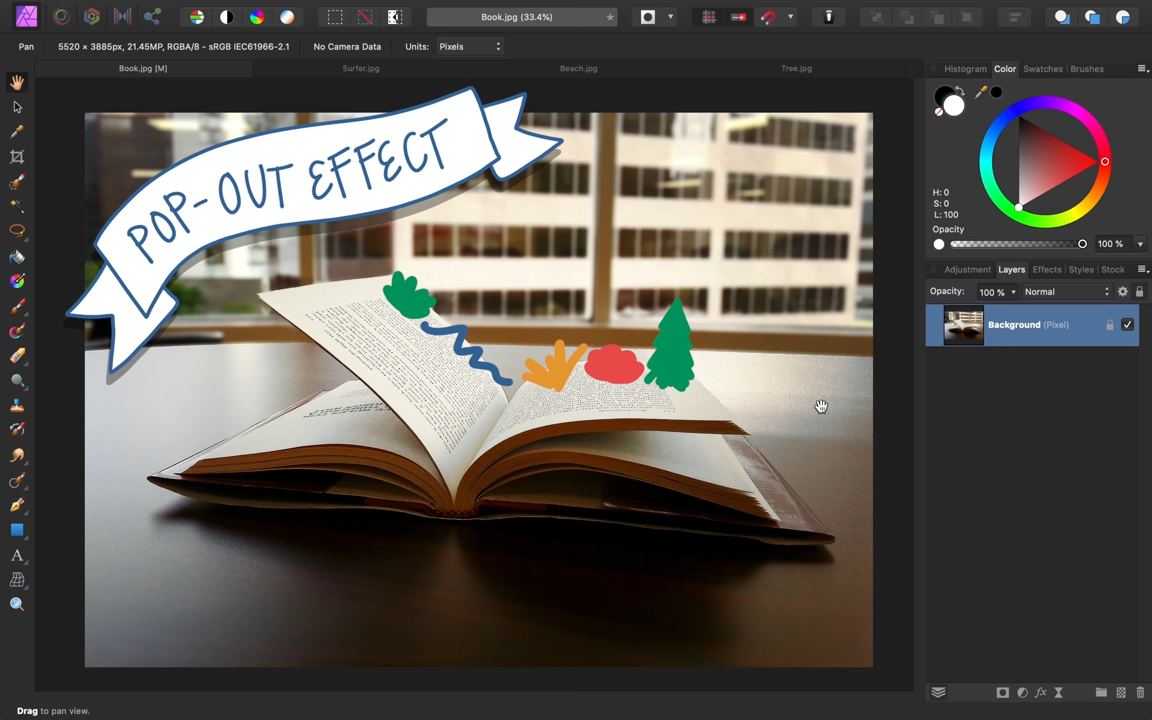 Book.jpg (33.4%)
Pan
5520 × 3885px, 21.45MP, RGBA/8 - sRGB IEC61966-2.1
No Camera Data
Units:
Pixels
Book.jpg [M]
Surfer.jpg
Beach.jpg
Tree.jpg
Histogram
Color
Swatches
Brushes
POP-OUT EFFECT
H: 0
S: 0
L: 100
Opacity
100 %
Adjustment
Layers
Effects
Styles
Stock
Opacity:
100 %
Normal
Background (Pixel)
fx
A
Drag to pan view.